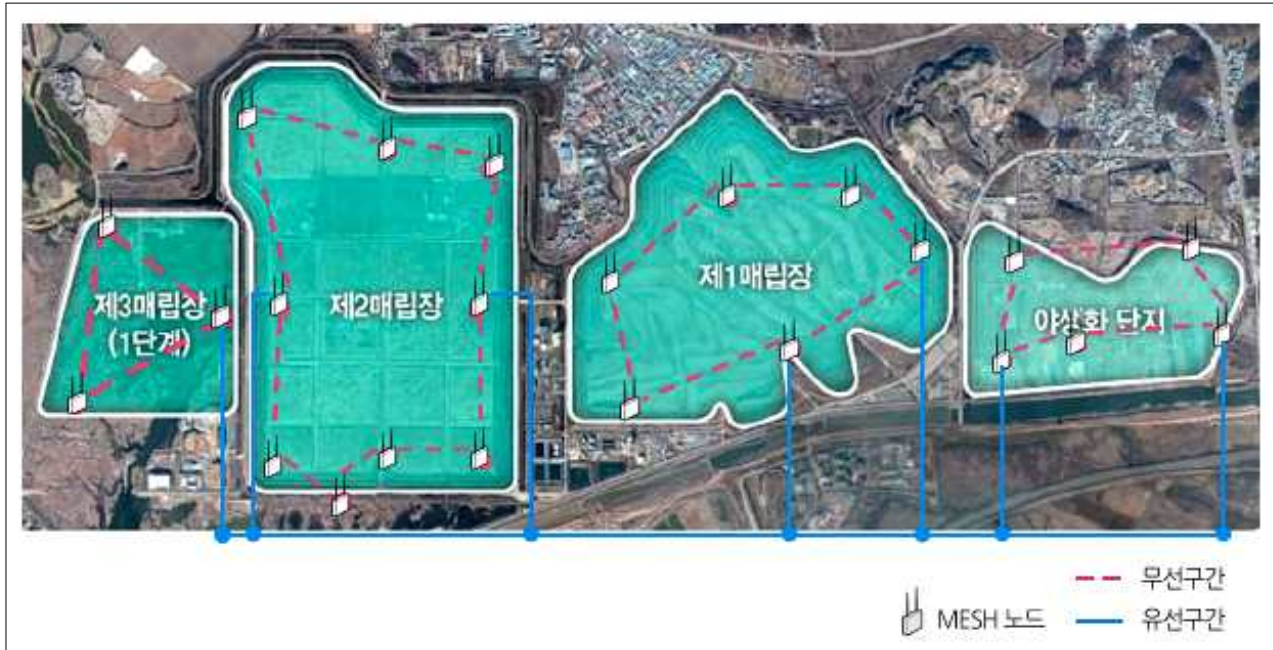 제3매립장
(1단계)
제2매립장
제1매립장
야생화 단지
무선구간
MESH 노드
유선구간